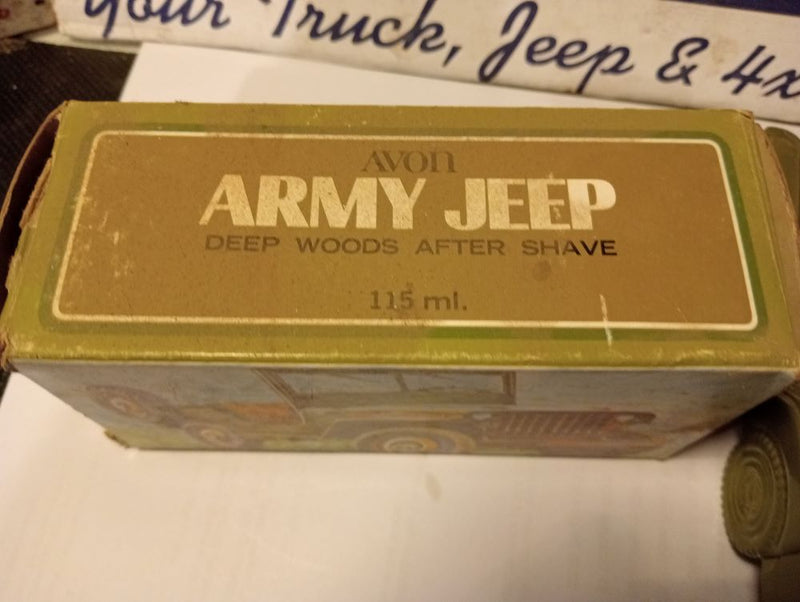 Your Truck, Jeep & 4x
AVON
ARMY JEEP
DEEP WOODS AFTER SHAVE
115 ml.